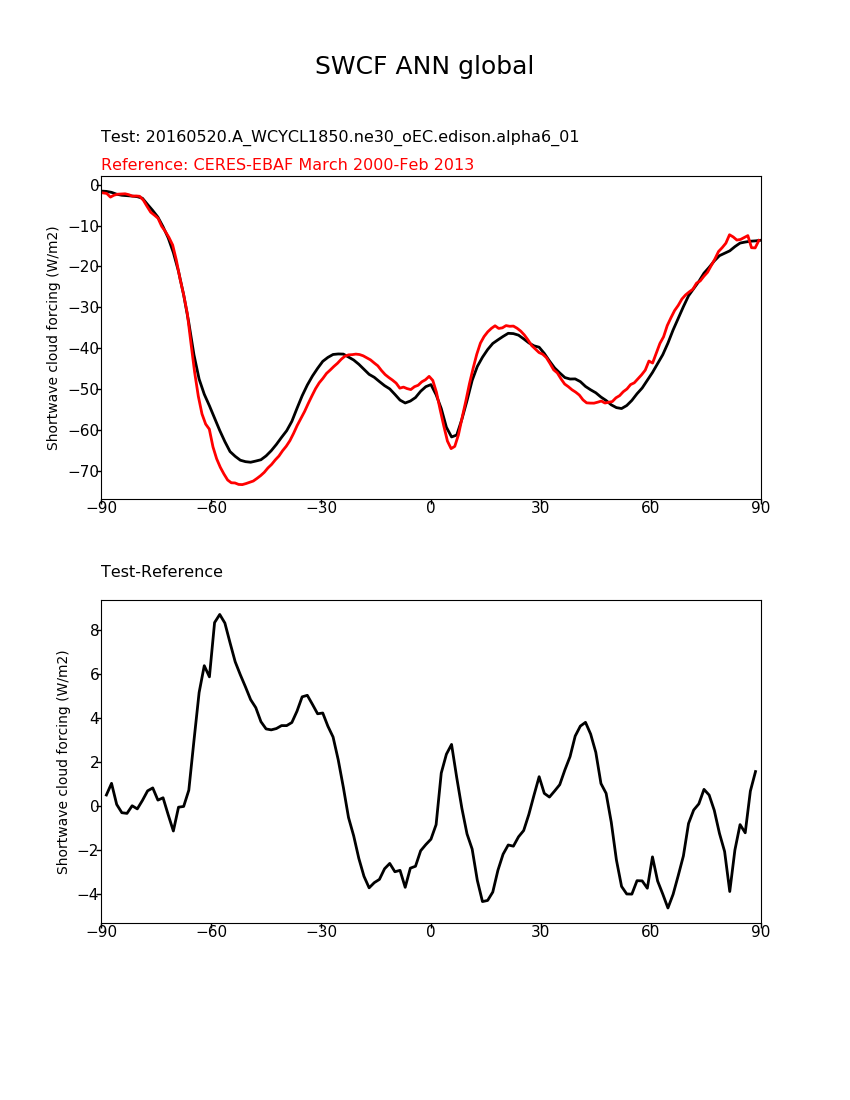 SWCF ANN global
Test: 20160520.A_WCYCL1850.ne30_oEC.edison.alpha6_01
Reference: CERES-EBAF March 2000-Feb 2013
Shortwave cloud forcing (W/m2)
0
−10
−20
−30
−40
−50
−60
−70
−90 −60 −30 0 30 60 90
Test-Reference
Shortwave cloud forcing (W/m2)
8
6
4
2
0
−2
−4
−90 −60 −30 0 30 60 90